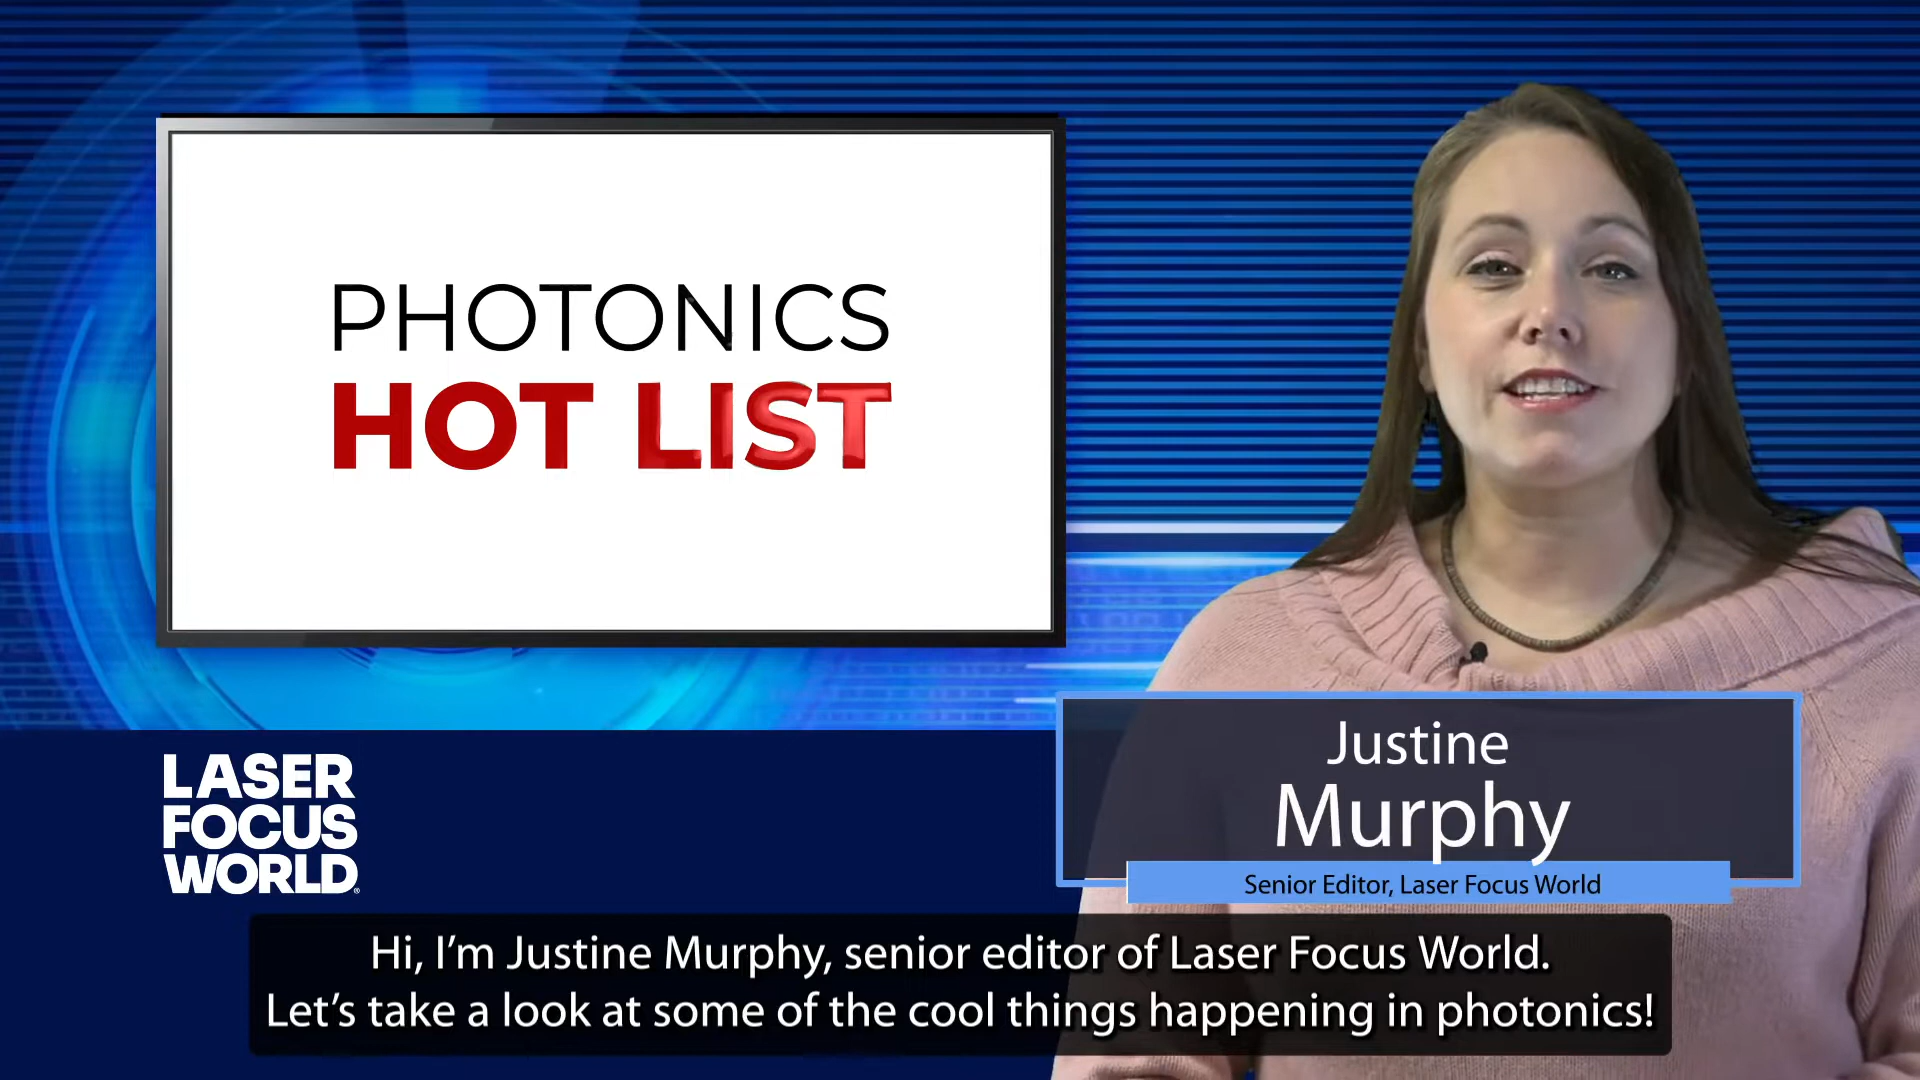 PHOTONICS
HOT LIST
LASER
FOCUS
WORLD®
Justine
Murphy
Senior Editor, Laser Focus World
Hi, I’m Justine Murphy, senior editor of Laser Focus World.
Let’s take a look at some of the cool things happening in photonics!